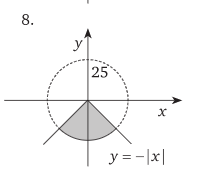 8.
y
25
x
y = −|x|